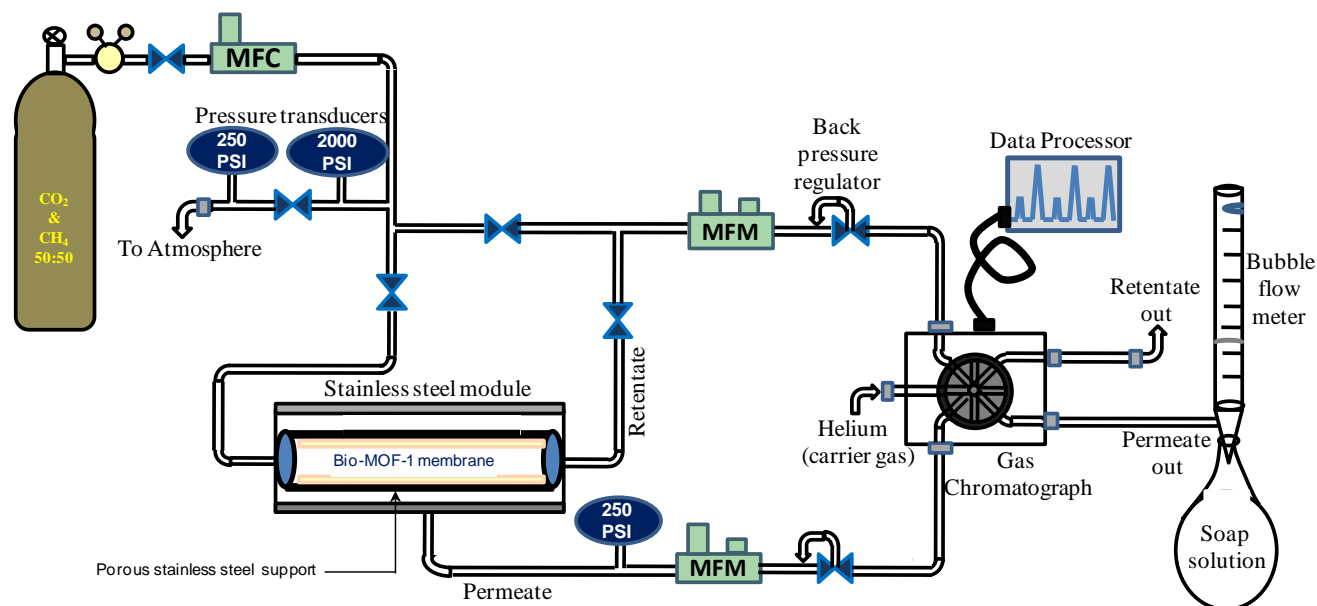 MFC
Pressure transducers
250
PSI
2000
PSI
CO₂
&
CH₄
50:50
To Atmosphere
Back
pressure
regulator
MFM
Data Processor
Bubble
flow
meter
Retentate
out
Stainless steel module
Retentate
Bio-MOF-1 membrane
Helium
(carrier gas)
Gas
Chromatograph
Permeate
out
250
PSI
MFM
Porous stainless steel support
Permeate
Soap
solution